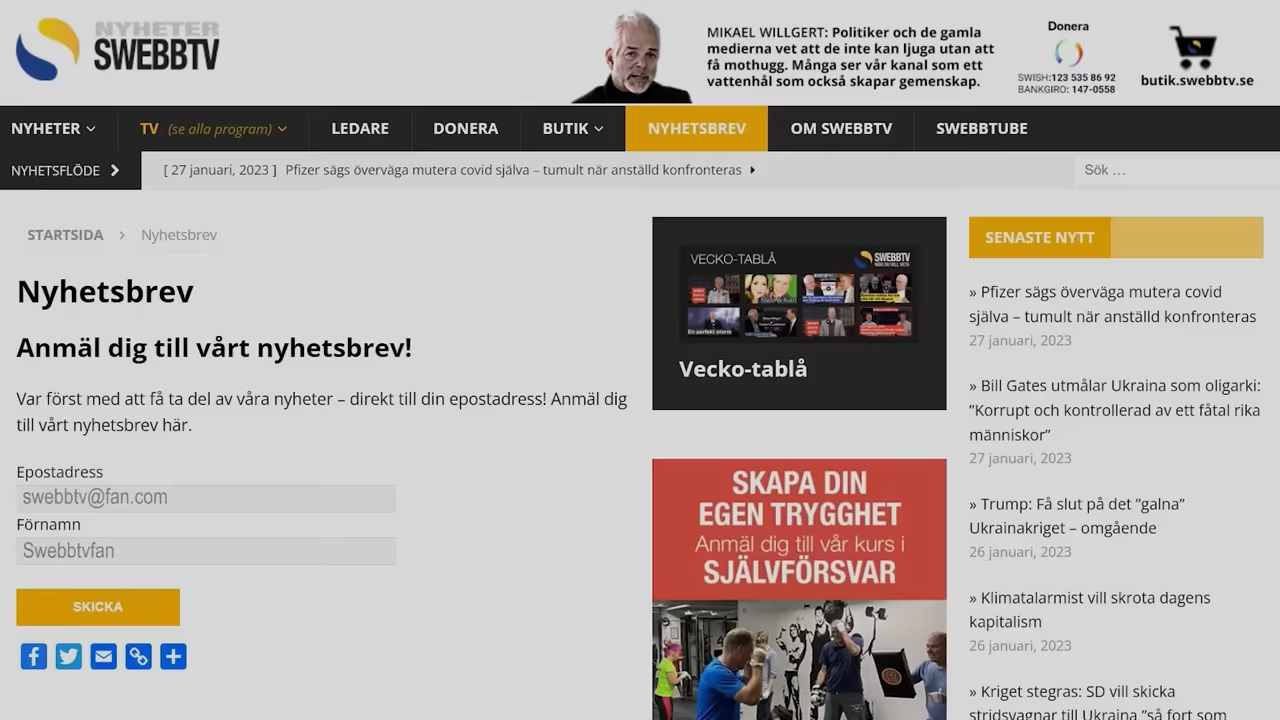 NYHETER
SWEBBTV
MIKAEL WILLGERT: Politiker och de gamla
medierna vet att de inte kan ljuga utan att
få mothugg. Många ser vår kanal som ett
vattenhål som också skapar gemenskap.
Donera
SWISH:123 535 86 92
BANKGIRO: 147-0558
butik.swebbtv.se
NYHETER TV (se alla program) LEDARE DONERA BUTIK NYHETSBREV OM SWEBBTV SWEBBTUBE
NYHETSFLÖDE [ 27 januari, 2023 ] Pfizer sägs överväga mutera covid själva – tumult när anställd konfronteras Sök …
STARTSIDA Nyhetsbrev
Nyhetsbrev
Anmäl dig till vårt nyhetsbrev!
Var först med att få ta del av våra nyheter – direkt till din epostadress! Anmäl dig
till vårt nyhetsbrev här.
Epostadress
swebbtv@fan.com
Förnamn
Swebbtvfan
SKICKA
VECKO-TABLÅ
SWEBBTV
Vecko-tablå
SKAPA DIN
EGEN TRYGGHET
Anmäl dig till vår kurs i
SJÄLVFÖRSVAR
SENASTE NYTT
» Pfizer sägs överväga mutera covid
själva – tumult när anställd konfronteras
27 januari, 2023
» Bill Gates utmålar Ukraina som oligarki:
”Korrupt och kontrollerad av ett fåtal rika
människor”
27 januari, 2023
» Trump: Få slut på det ”galna”
Ukrainakriget – omgående
26 januari, 2023
» Klimatalarmist vill skrota dagens
kapitalism
26 januari, 2023
» Kriget stegras: SD vill skicka
stridsvagnar till Ukraina ”så fort som